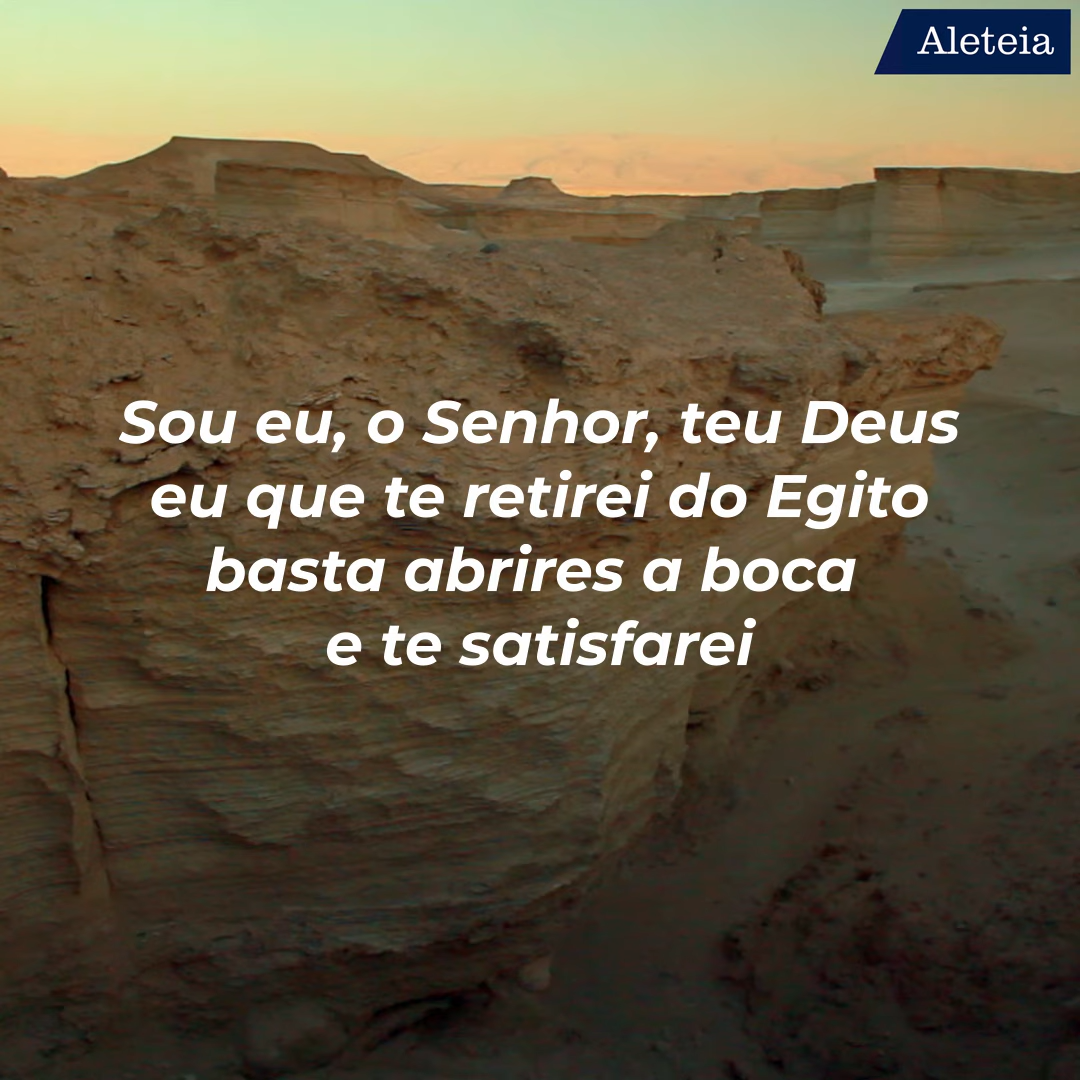 Aleteia
Sou eu, o Senhor, teu Deus
eu que te retirei do Egito
basta abrires a boca
e te satisfarei